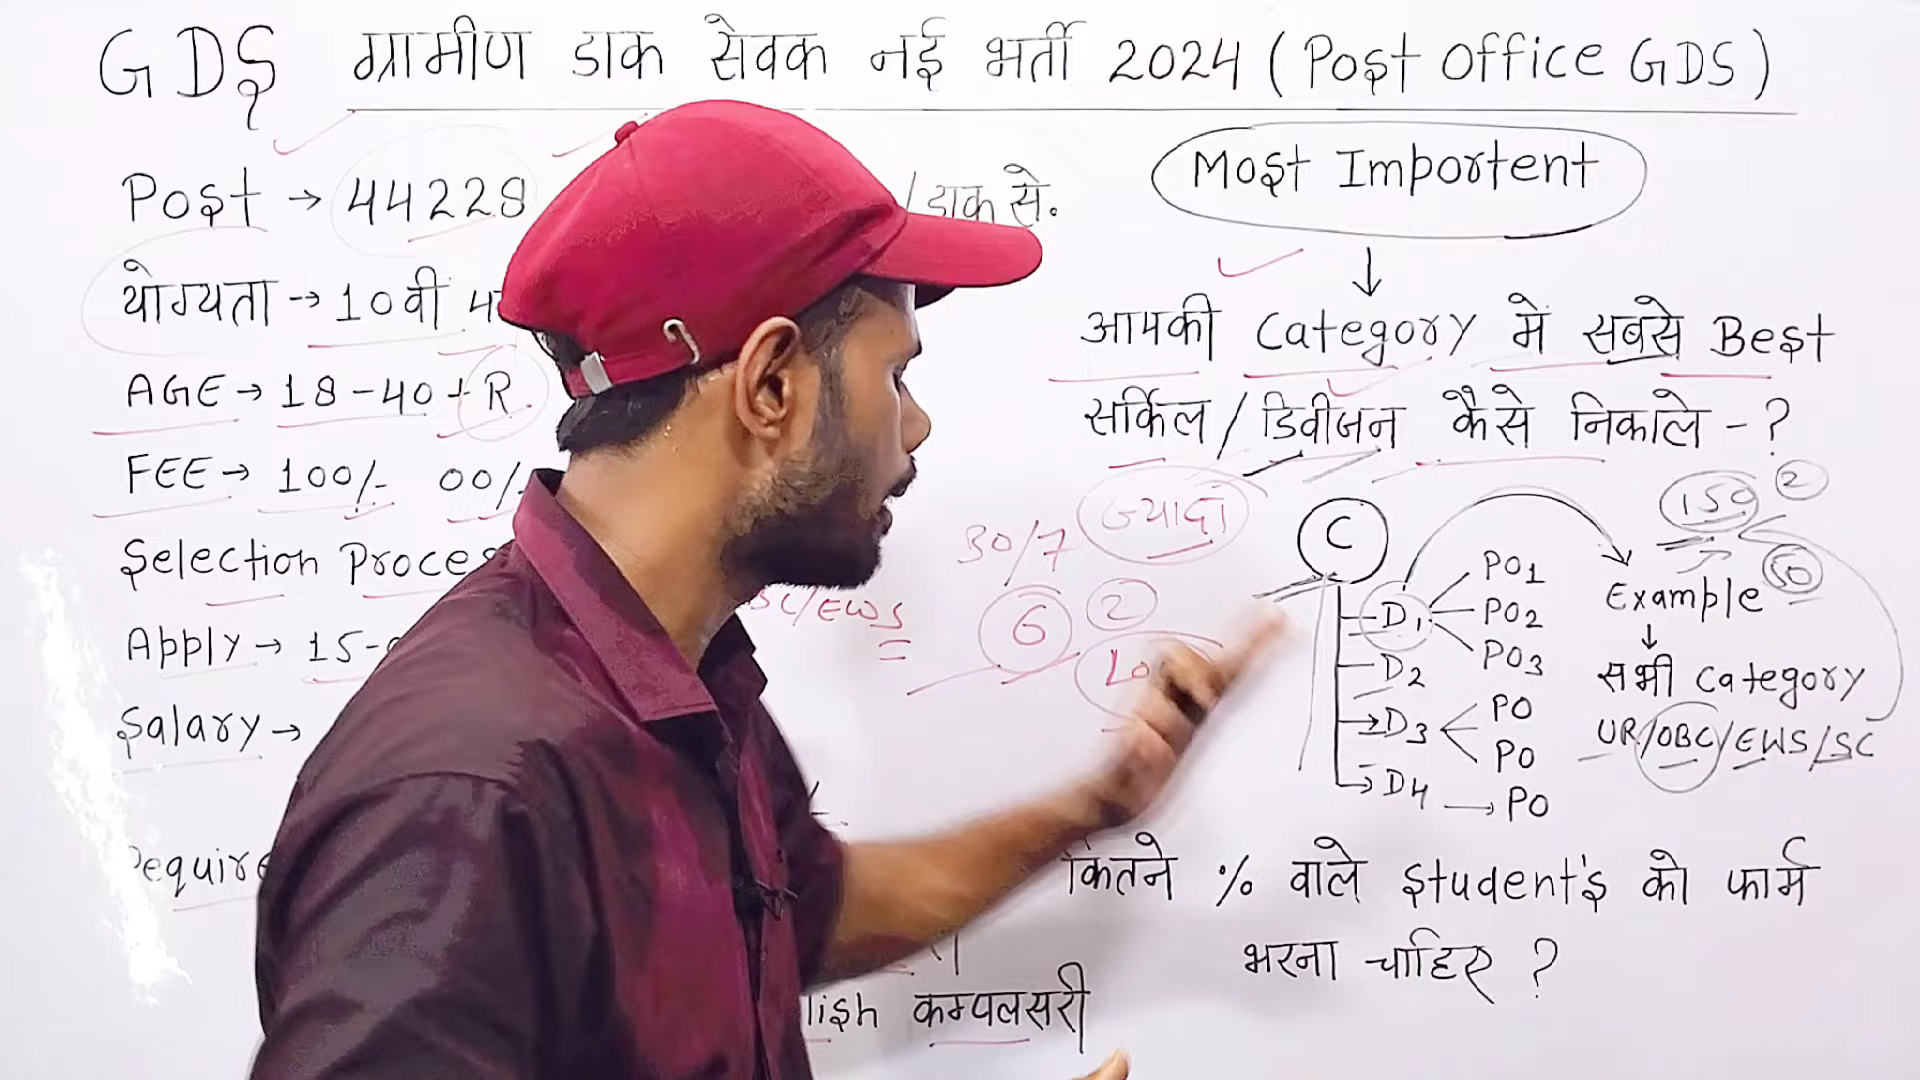 GDS ग्रामीण डाक सेवक नई भर्ती 2024 (Post office GDS)
Post → 44228
/डाक से.
योग्यता → 10वी
AGE → 18-40 + R
FEE → 100/- 00/-
Selection Proces
Apply → 15-
Salary →
equire
lish कम्पलसरी
/EWS
30/7
ज्यादा
6 2
Most Importent
↓
आपकी Category मे सबसे Best
सर्किल / डिवीजन कैसे निकाले - ?
150 2
50
C
D1 PO1 PO2 PO3
D2
D3 PO PO
D4 → PO
Example
↓
सभी Category
UR/OBC/EWS/SC
कितने % वाले Student's को फार्म
भरना चाहिए ?